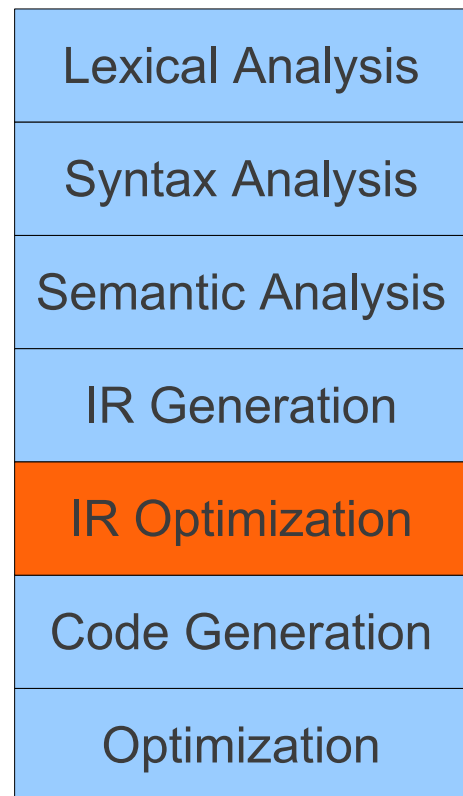 Lexical Analysis
Syntax Analysis
Semantic Analysis
IR Generation
IR Optimization
Code Generation
Optimization